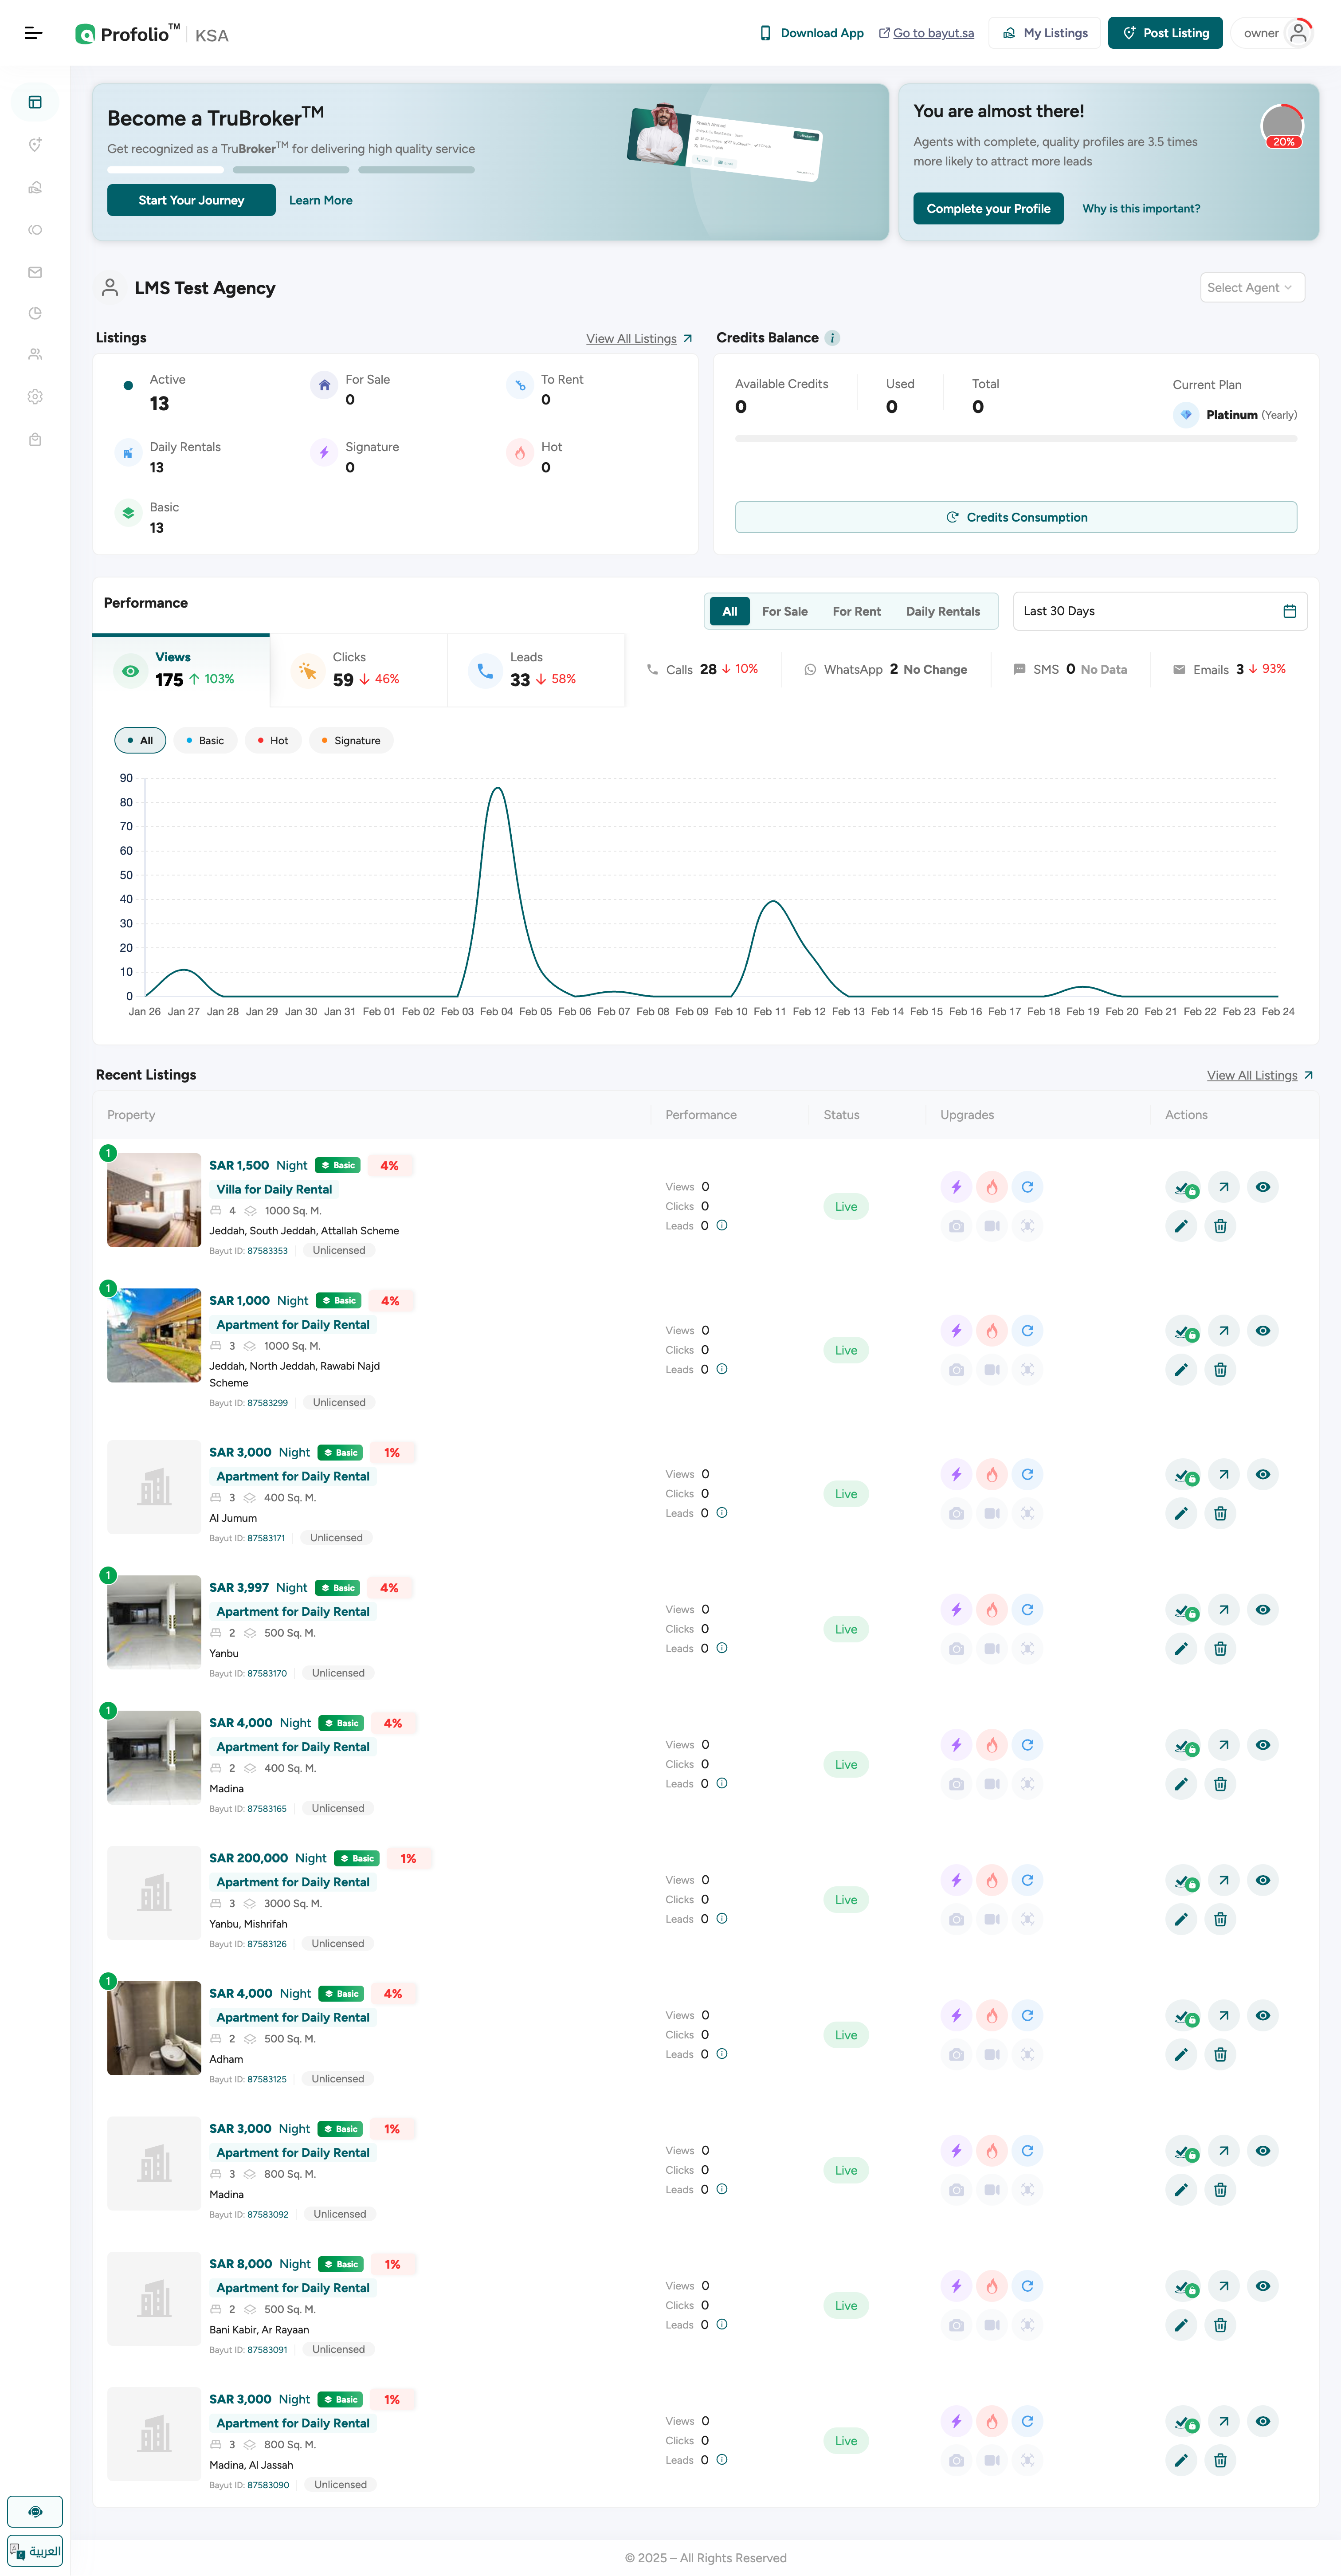 Profolio™ KSA
Download App
Go to bayut.sa
My Listings
Post Listing
owner
Become a TruBroker™
Get recognized as a TruBroker™ for delivering high quality service
Start Your Journey
Learn More
You are almost there!
Agents with complete, quality profiles are 3.5 times
more likely to attract more leads
20%
Complete your Profile
Why is this important?
LMS Test Agency
Select Agent
Listings
View All Listings
Active
13
For Sale
0
To Rent
0
Daily Rentals
13
Signature
0
Hot
0
Basic
13
Credits Balance
Available Credits
0
Used
0
Total
0
Current Plan
Platinum (Yearly)
Credits Consumption
Performance
All For Sale For Rent Daily Rentals
Last 30 Days
Views
175 ↑ 103%
Clicks
59 ↓ 46%
Leads
33 ↓ 58%
Calls 28 ↓ 10%
WhatsApp 2 No Change
SMS 0 No Data
Emails 3 ↓ 93%
All Basic Hot Signature
90
80
70
60
50
40
30
20
10
0
Jan 26 Jan 27 Jan 28 Jan 29 Jan 30 Jan 31 Feb 01 Feb 02 Feb 03 Feb 04 Feb 05 Feb 06 Feb 07 Feb 08 Feb 09 Feb 10 Feb 11 Feb 12 Feb 13 Feb 14 Feb 15 Feb 16 Feb 17 Feb 18 Feb 19 Feb 20 Feb 21 Feb 22 Feb 23 Feb 24
Recent Listings
View All Listings
Property Performance Status Upgrades Actions
1
SAR 1,500 Night Basic 4%
Villa for Daily Rental
4 1000 Sq. M.
Jeddah, South Jeddah, Attallah Scheme
Bayut ID: 87583353 Unlicensed
Views 0
Clicks 0
Leads 0
Live
1
SAR 1,000 Night Basic 4%
Apartment for Daily Rental
3 1000 Sq. M.
Jeddah, North Jeddah, Rawabi Najd
Scheme
Bayut ID: 87583299 Unlicensed
Views 0
Clicks 0
Leads 0
Live
SAR 3,000 Night Basic 1%
Apartment for Daily Rental
3 400 Sq. M.
Al Jumum
Bayut ID: 87583171 Unlicensed
Views 0
Clicks 0
Leads 0
Live
1
SAR 3,997 Night Basic 4%
Apartment for Daily Rental
2 500 Sq. M.
Yanbu
Bayut ID: 87583170 Unlicensed
Views 0
Clicks 0
Leads 0
Live
1
SAR 4,000 Night Basic 4%
Apartment for Daily Rental
2 400 Sq. M.
Madina
Bayut ID: 87583165 Unlicensed
Views 0
Clicks 0
Leads 0
Live
SAR 200,000 Night Basic 1%
Apartment for Daily Rental
3 3000 Sq. M.
Yanbu, Mishrifah
Bayut ID: 87583126 Unlicensed
Views 0
Clicks 0
Leads 0
Live
1
SAR 4,000 Night Basic 4%
Apartment for Daily Rental
2 500 Sq. M.
Adham
Bayut ID: 87583125 Unlicensed
Views 0
Clicks 0
Leads 0
Live
SAR 3,000 Night Basic 1%
Apartment for Daily Rental
3 800 Sq. M.
Madina
Bayut ID: 87583092 Unlicensed
Views 0
Clicks 0
Leads 0
Live
SAR 8,000 Night Basic 1%
Apartment for Daily Rental
2 500 Sq. M.
Bani Kabir, Ar Rayaan
Bayut ID: 87583091 Unlicensed
Views 0
Clicks 0
Leads 0
Live
SAR 3,000 Night Basic 1%
Apartment for Daily Rental
3 800 Sq. M.
Madina, Al Jassah
Bayut ID: 87583090 Unlicensed
Views 0
Clicks 0
Leads 0
Live
العربية
© 2025 – All Rights Reserved